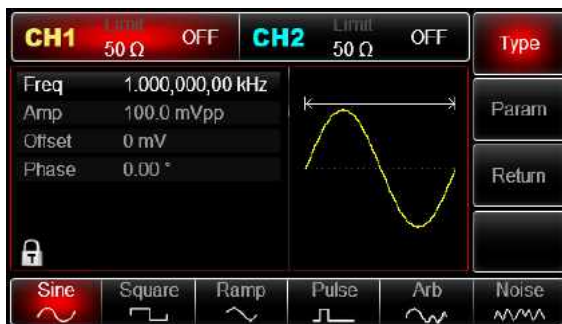 CH1 Limit OFF CH2 Limit OFF Type
50 Ω 50 Ω
Freq 1.000,000,00 kHz
Amp 100.0 mVpp Param
Offset 0 mV
Phase 0.00 ° Return
Sine Square Ramp Pulse Arb Noise